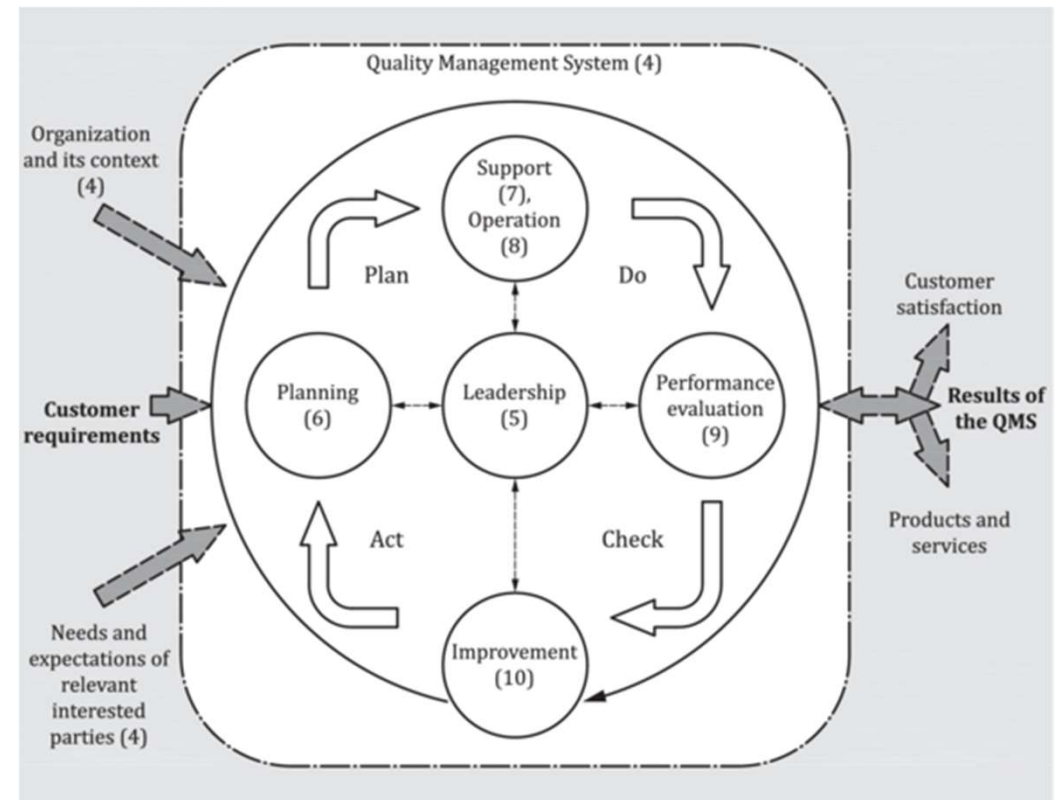 Quality Management System (4)
Organization
and its context
(4)
Support
(7),
Operation
(8)
Plan
Do
Customer
satisfaction
Planning
(6)
Leadership
(5)
Performance
evaluation
(9)
Customer
requirements
Results of
the QMS
Act
Check
Products and
services
Needs and
expectations of
relevant
interested
parties (4)
Improvement
(10)